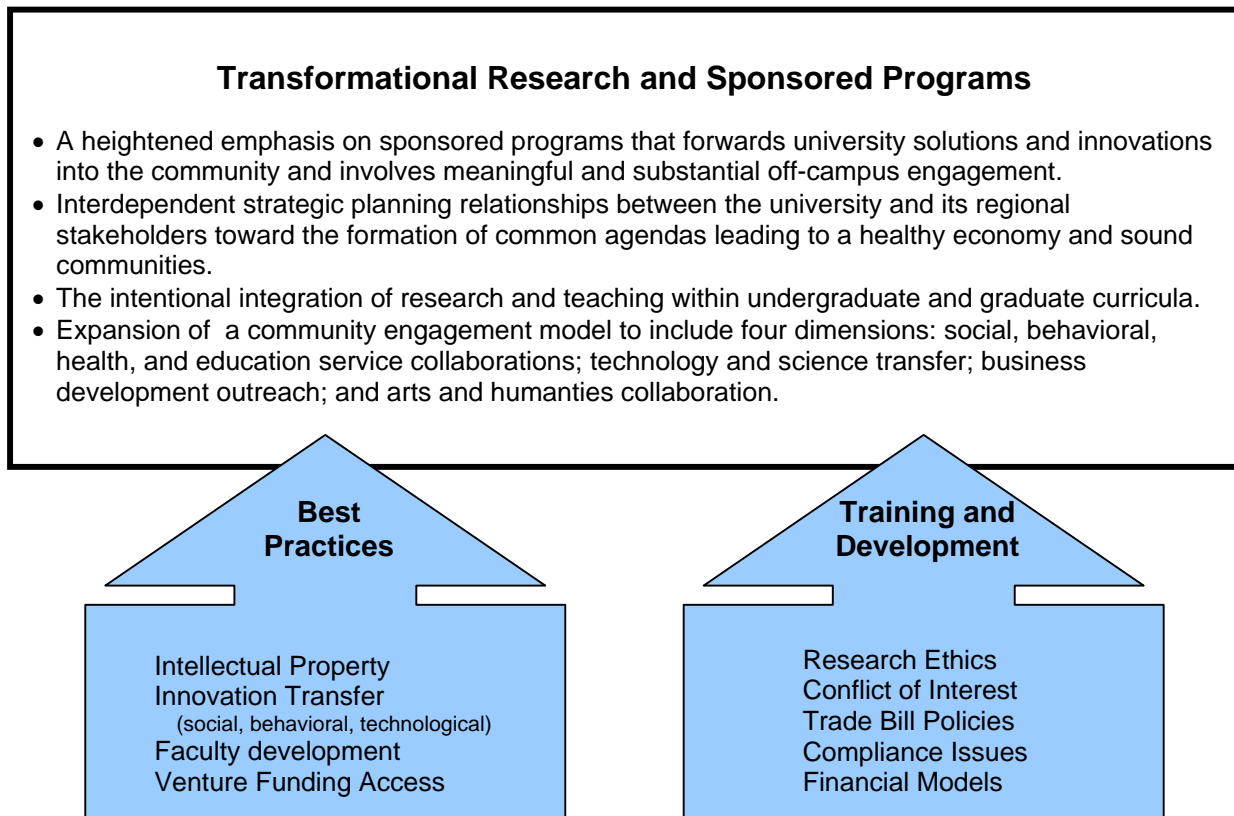 Transformational Research and Sponsored Programs
• A heightened emphasis on sponsored programs that forwards university solutions and innovations
into the community and involves meaningful and substantial off-campus engagement.
• Interdependent strategic planning relationships between the university and its regional
stakeholders toward the formation of common agendas leading to a healthy economy and sound
communities.
• The intentional integration of research and teaching within undergraduate and graduate curricula.
• Expansion of a community engagement model to include four dimensions: social, behavioral,
health, and education service collaborations; technology and science transfer; business
development outreach; and arts and humanties collaboration.
Best
Practices
Intellectual Property
Innovation Transfer
(social, behavioral, technological)
Faculty development
Venture Funding Access
Training and
Development
Research Ethics
Conflict of Interest
Trade Bill Policies
Compliance Issues
Financial Models